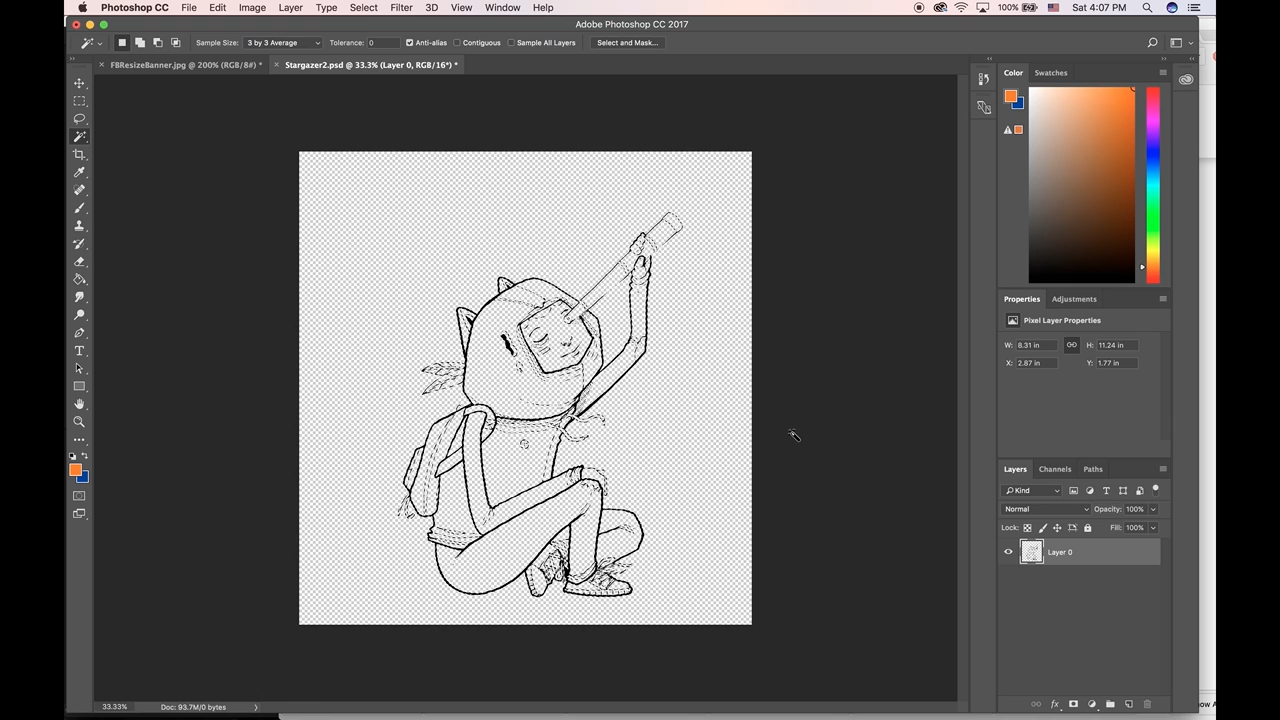 Photoshop CC File Edit Image Layer Type Select Filter 3D View Window Help 100% Sat 4:07 PM
Adobe Photoshop CC 2017
Sample Size: 3 by 3 Average Tolerance: 0 Anti-alias Contiguous Sample All Layers Select and Mask...
FBResizeBanner.jpg @ 200% (RGB/8#) * Stargazer2.psd @ 33.3% (Layer 0, RGB/16*) *
Color Swatches
Properties Adjustments
Pixel Layer Properties
W: 8.31 in H: 11.24 in
X: 2.87 in Y: 1.77 in
Layers Channels Paths
Kind
Normal Opacity: 100%
Lock: Fill: 100%
Layer 0
33.33% Doc: 93.7M/0 bytes